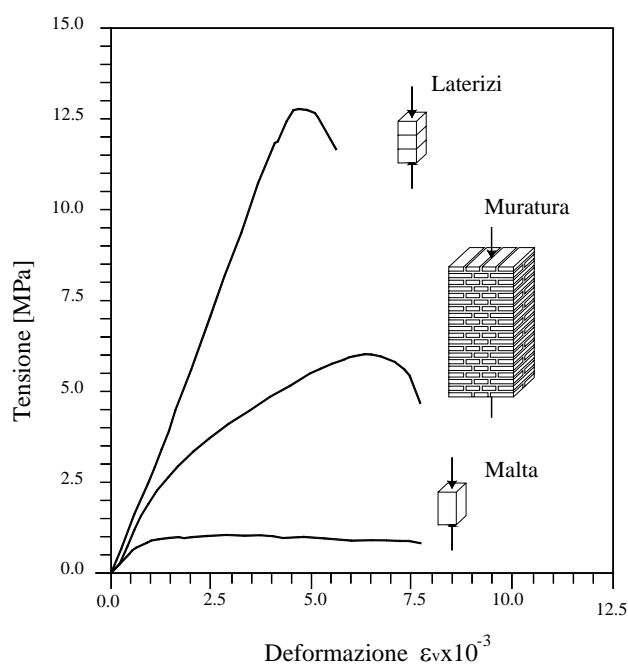 15.0
12.5
10.0
7.5
5.0
2.5
0.0
Tensione [MPa]
Laterizi
Muratura
Malta
0.0 2.5 5.0 7.5 10.0 12.5
Deformazione εvx10-3